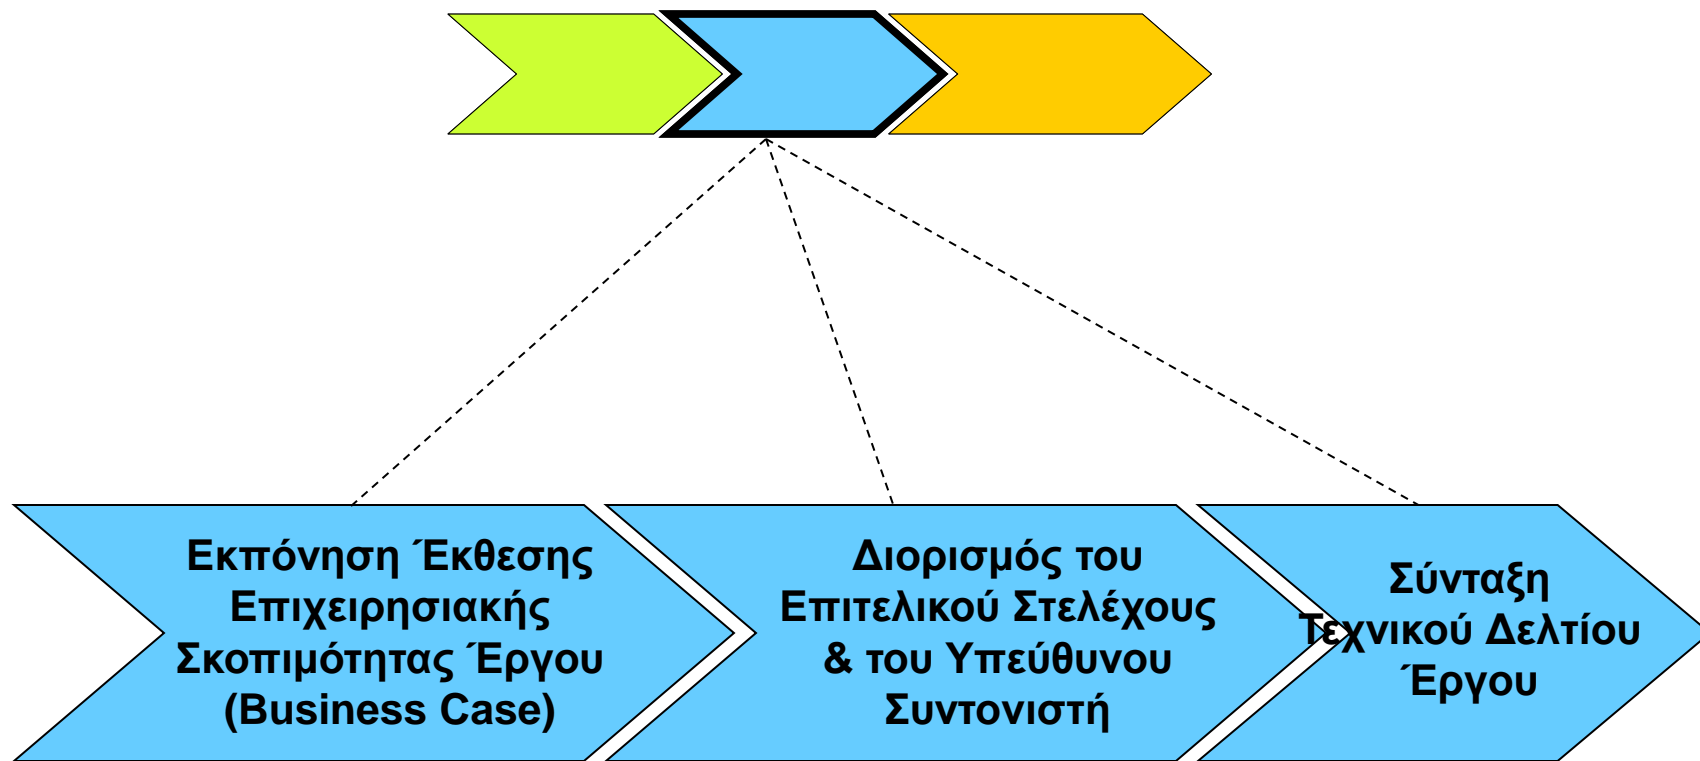 Εκπόνηση Έκθεσης
Επιχειρησιακής
Σκοπιμότητας Έργου
(Business Case)
Διορισμός του
Επιτελικού Στελέχους
& του Υπεύθυνου
Συντονιστή
Σύνταξη
Τεχνικού Δελτίου
Έργου